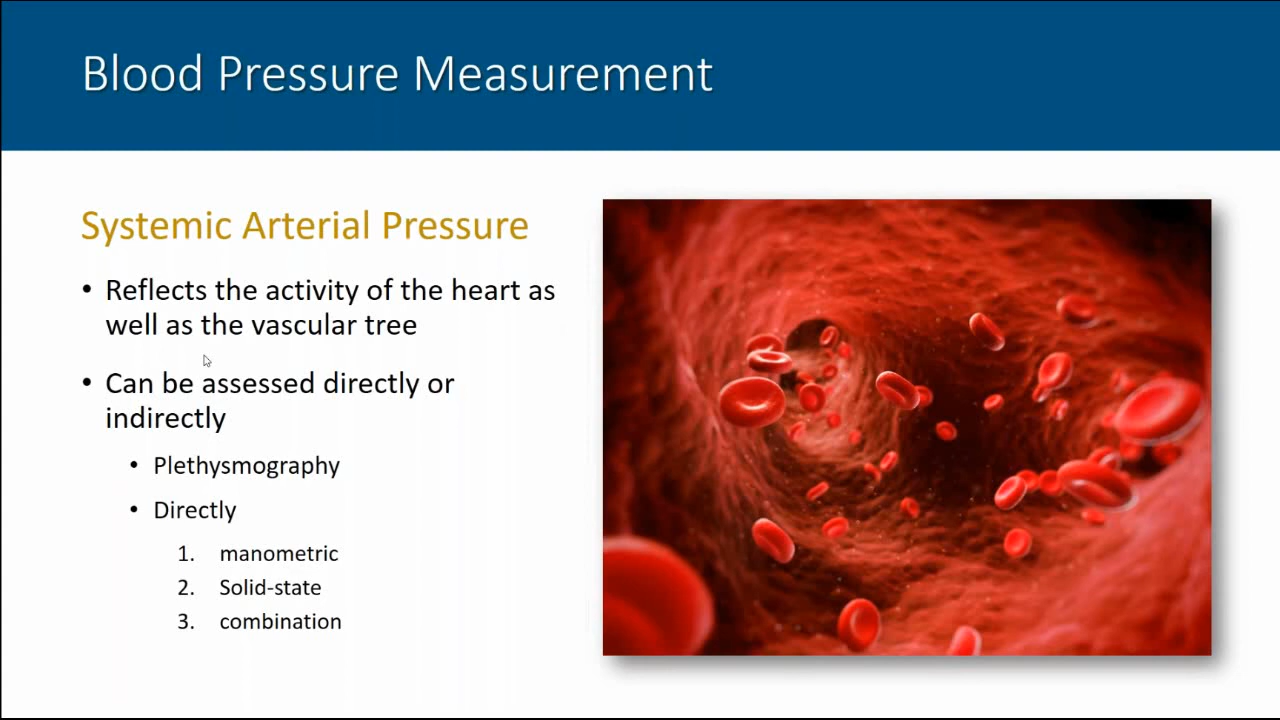 Blood Pressure Measurement
Systemic Arterial Pressure
• Reflects the activity of the heart as
well as the vascular tree
• Can be assessed directly or
indirectly
• Plethysmography
• Directly
1. manometric
2. Solid-state
3. combination